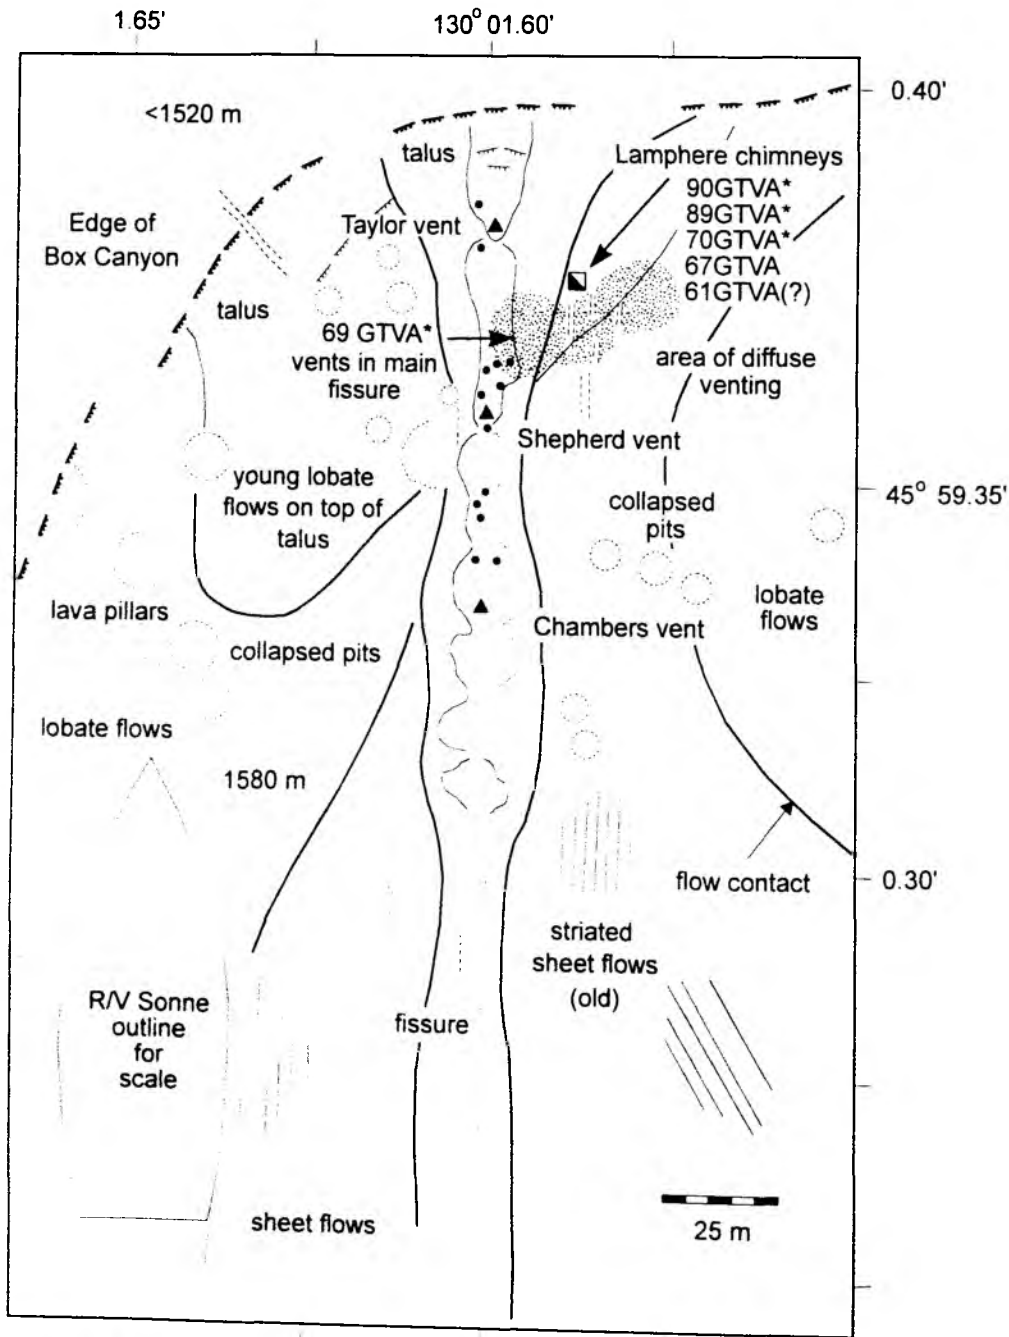 1.65'
130° 01.60'
0.40'
<1520 m
talus
Lamphere chimneys
90GTVA*
89GTVA*
70GTVA*
67GTVA
61GTVA(?)
Edge of
Box Canyon
Taylor vent
talus
69 GTVA*
vents in main
fissure
area of diffuse
venting
Shepherd vent
young lobate
flows on top of
talus
collapsed
pits
45° 59.35'
lava pillars
collapsed pits
Chambers vent
lobate
flows
lobate flows
1580 m
flow contact
0.30'
striated
sheet flows
(old)
R/V Sonne
outline
for
scale
fissure
sheet flows
25 m